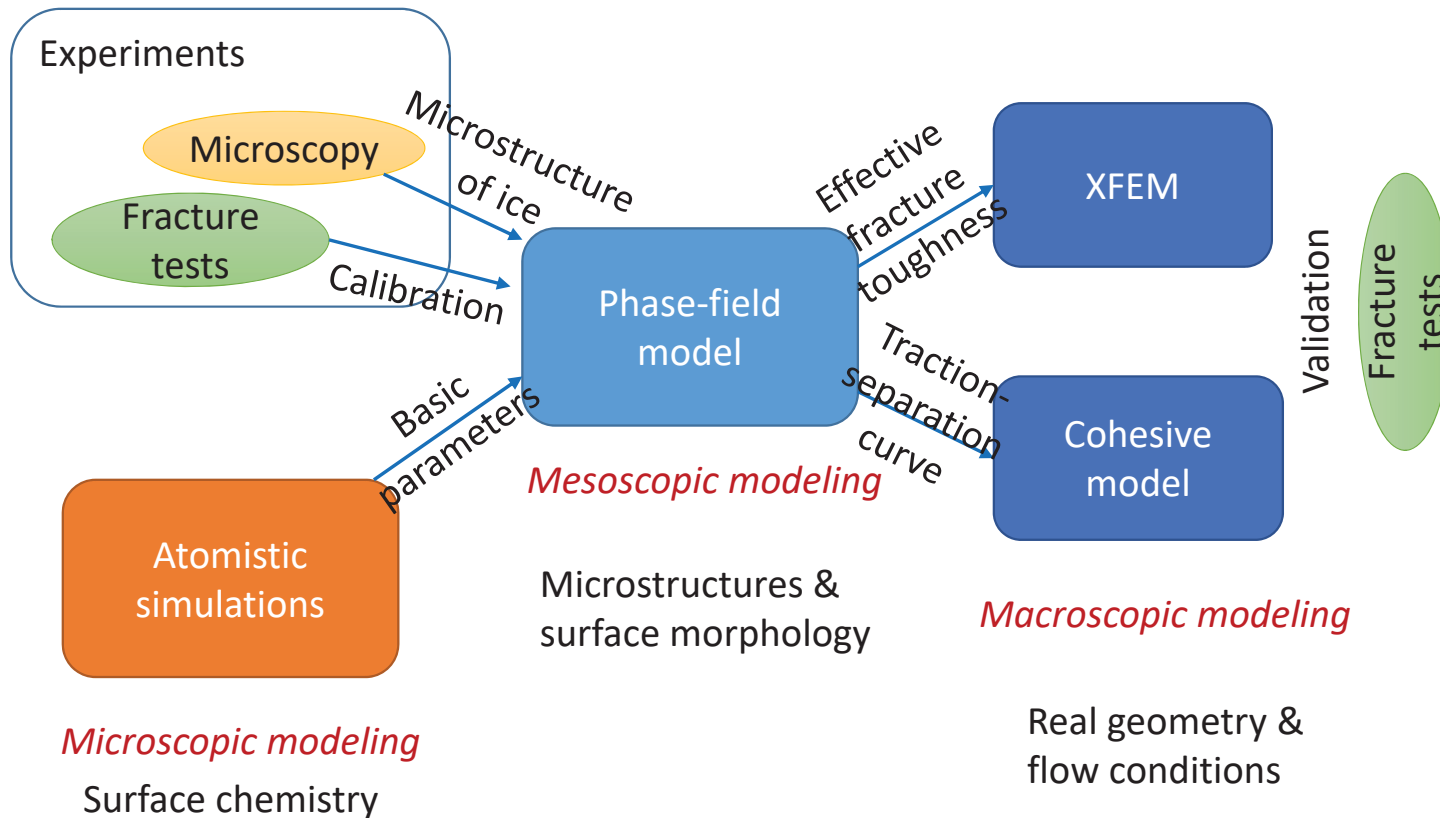 Experiments
Microscopy
Fracture
tests
Microstructure
of ice
Calibration
Phase-field
model
Basic
parameters
Atomistic
simulations
Effective
fracture
toughness
Traction-
separation
curve
XFEM
Cohesive
model
Validation
Fracture
tests
Mesoscopic modeling
Microstructures &
surface morphology
Macroscopic modeling
Real geometry &
flow conditions
Microscopic modeling
Surface chemistry